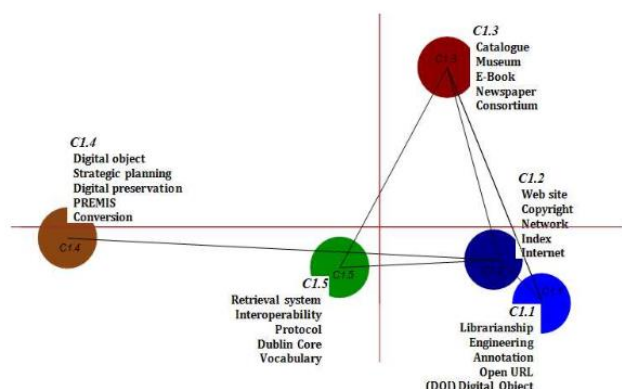 C1.3
Catalogue
Museum
E-Book
Newspaper
Consortium
C1.4
Digital object
Strategic planning
Digital preservation
PREMIS
Conversion
C1.4
C1.2
Web site
Copyright
Network
Index
Internet
C1.5
C1.5
Retrieval system
Interoperability
Protocol
Dublin Core
Vocabulary
C1.1
Librarianship
Engineering
Annotation
Open URL
(DOI) Digital Object